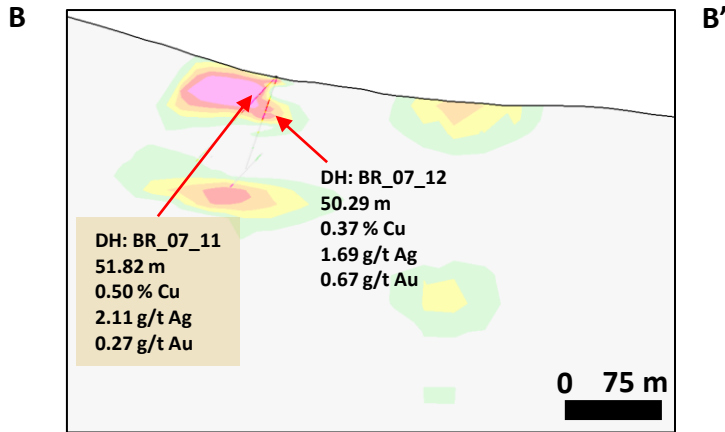 B
B'
DH: BR_07_12
50.29 m
0.37 % Cu
1.69 g/t Ag
0.67 g/t Au
DH: BR_07_11
51.82 m
0.50 % Cu
2.11 g/t Ag
0.27 g/t Au
0 75 m